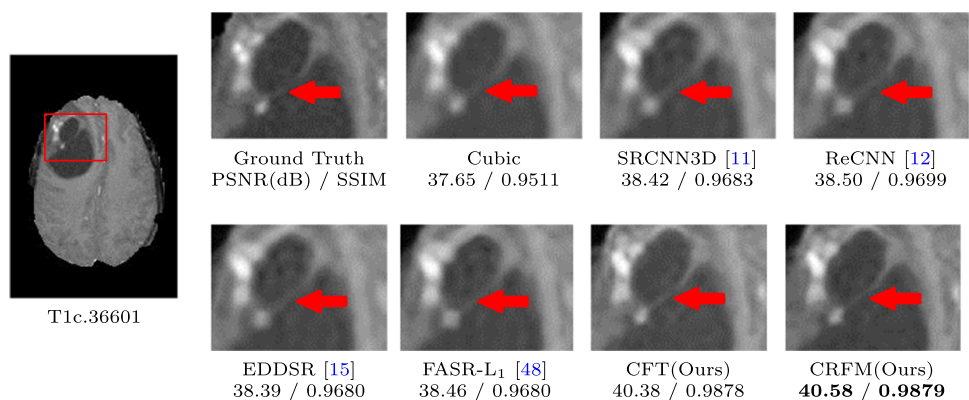 Ground Truth
PSNR(dB) / SSIM
Cubic
37.65 / 0.9511
SRCNN3D [11]
38.42 / 0.9683
ReCNN [12]
38.50 / 0.9699
T1c.36601
EDDSR [15]
38.39 / 0.9680
FASR-L₁ [48]
38.46 / 0.9680
CFT(Ours)
40.38 / 0.9878
CRFM(Ours)
40.58 / 0.9879